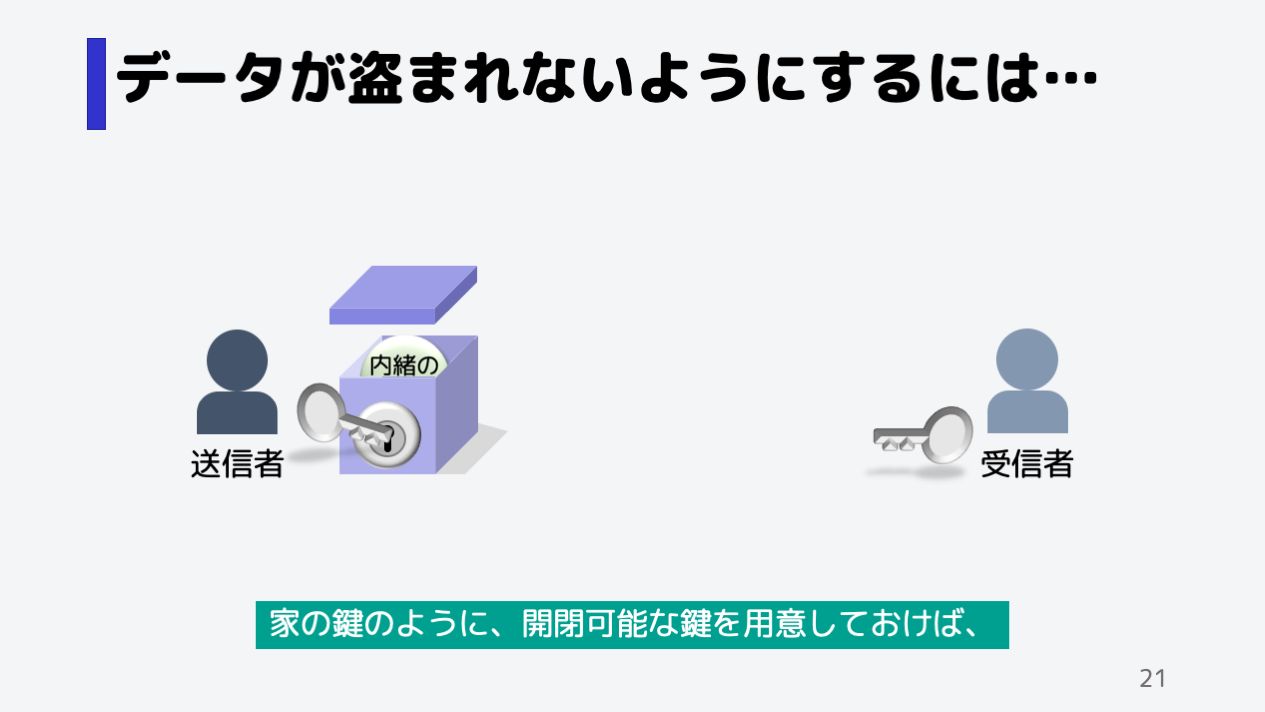 データが盗まれないようにするには…
内緒の
送信者
受信者
家の鍵のように、開閉可能な鍵を用意しておけば、
21